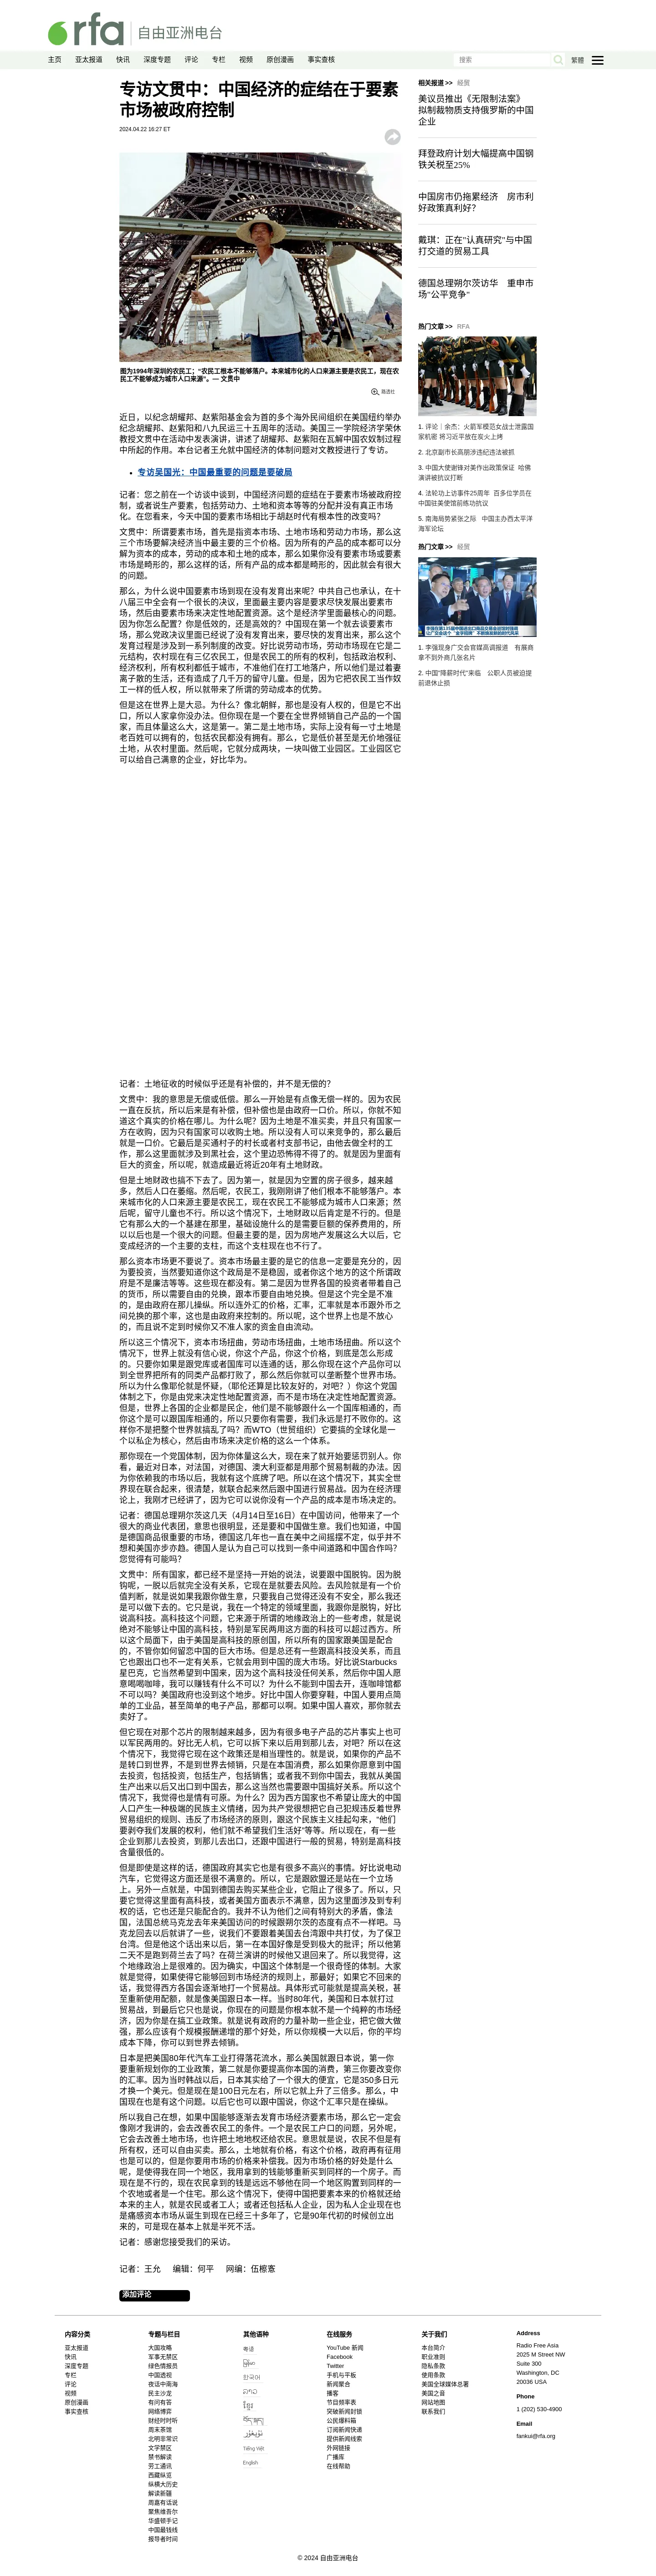 rfa 自由亚洲电台
主页 亚太报道 快讯 深度专题 评论 专栏 视频 原创漫画 事实查核 搜索 繁體
专访文贯中：中国经济的症结在于要素
市场被政府控制
2024.04.22 16:27 ET
图为1994年深圳的农民工；“农民工根本不能够落户。本来城市化的人口来源主要是农民工，现在农
民工不能够成为城市人口来源”。— 文贯中
路透社
近日，以纪念胡耀邦、赵紫阳基金会为首的多个海外民间组织在美国纽约举办
纪念胡耀邦、赵紫阳和八九民运三十五周年的活动。美国三一学院经济学荣休
教授文贯中在活动中发表演讲，讲述了胡耀邦、赵紫阳在瓦解中国农奴制过程
中所起的作用。本台记者王允就中国经济的体制问题对文教授进行了专访。
专访吴国光：中国最重要的问题是要破局
记者：您之前在一个访谈中谈到，中国经济问题的症结在于要素市场被政府控
制，或者说生产要素，包括劳动力、土地和资本等等的分配并没有真正市场
化。在您看来，今天中国的要素市场相比于胡赵时代有根本性的改变吗？
文贯中：所谓要素市场，首先是指资本市场、土地市场和劳动力市场，那么这
三个市场要解决经济当中最主要的三个价格。因为所有的产品的成本都可以分
解为资本的成本，劳动的成本和土地的成本，那么如果你没有要素市场或要素
市场是畸形的，那么这样的话，所有产品的成本都是畸形的，因此就会有很大
的问题。
那么，为什么说中国要素市场到现在没有发育出来呢？中共自己也承认，在十
八届三中全会有一个很长的决议，里面最主要内容是要求尽快发展出要素市
场，然后由要素市场来决定性地配置资源。这个是经济学里面最核心的问题。
因为你怎么配置？你是低效的，还是高效的？中国现在第一个就去谈要素市
场，那么党政决议里面已经说了没有发育出来，要尽快的发育出来，那么这个
发育过程是涉及到一系列制度的改变。好比说劳动市场，劳动市场现在它是二
元结构，农村现在有三亿农民工，但是农民工的所有的权利，包括政治权利、
经济权利，所有权利都低于城市，不准他们在打工地落户，所以他们是过着妻
离子散的生活，还有造成了几千万的留守儿童。但是，因为它把农民工当作奴
工一样的低人权，所以就带来了所谓的劳动成本的优势。
但是这在世界上是大忌。为什么？像北朝鲜，那也是没有人权的，但是它不出
口，所以人家拿你没办法。但你现在是一个要在全世界倾销自己产品的一个国
家，而且体量这么大，这是第一。第二是土地市场，实际上没有每一寸土地是
老百姓可以拥有的，包括农民都没有拥有。那么，它是低价甚至是无价地强征
土地，从农村里面。然后呢，它就分成两块，一块叫做工业园区。工业园区它
可以给自己满意的企业，好比华为。
记者：土地征收的时候似乎还是有补偿的，并不是无偿的？
文贯中：我的意思是无偿或低偿。那么一开始是有点像无偿一样的。因为农民
一直在反抗，所以后来是有补偿，但补偿也是由政府一口价。所以，你就不知
道这个真实的价格在哪儿。为什么呢？因为土地是不准买卖，并且只有国家一
方在收购，因为只有国家可以收购土地。所以没有人可以来竞争的，那么最后
就是一口价。它最后是买通村子的村长或者村支部书记，由他去做全村的工
作，那么这里面就涉及到黑社会，这个里边恐怖得不得了的。就是因为里面有
巨大的资金，所以呢，就造成最近将近20年有土地财政。
但是土地财政也搞不下去了。因为第一，就是因为空置的房子很多，越来越
多，然后人口在萎缩。然后呢，农民工，我刚刚讲了他们根本不能够落户。本
来城市化的人口来源主要是农民工，现在农民工不能够成为城市人口来源；然
后呢，留守儿童也不行。所以这个情况下，土地财政以后肯定是不行的。但是
它有那么大的一个基建在那里，基础设施什么的是需要巨额的保养费用的，所
以以后也是一个很大的问题。但最主要的是，因为房地产发展这么大以后，它
变成经济的一个主要的支柱，而这个支柱现在也不行了。
那么资本市场更不要说了。资本市场最主要的是它的信息一定要是充分的，因
为要投资，当然要知道你这个政局是不是稳固，或者你这个地方的这个所谓政
府是不是廉洁等等。这些现在都没有。第二是因为世界各国的投资者带着自己
的货币，所以需要自由的兑换，跟本币要自由地兑换。但是这个完全是不准
的，是由政府在那儿操纵。所以连外汇的价格，汇率，汇率就是本币跟外币之
间兑换的那个率，这也是由政府来控制的。所以呢，这个世界上也是不放心
的，而且说不定到时候你又不准人家的资金自由流动。
所以这三个情况下，资本市场扭曲，劳动市场扭曲，土地市场扭曲。所以这个
情况下，世界上就没有信心说，你这个产品，你这个价格，到底是怎么形成
的。只要你如果是跟党库或者国库可以连通的话，那么你现在这个产品你可以
到全世界把所有的同类产品都打败了，那么然后你就可以垄断整个世界市场。
所以为什么像耶伦就是怀疑，（耶伦还算是比较友好的，对吧？）你这个党国
体制之下，你是由党来决定性地配置资源，而不是市场在决定性地配置资源。
但是，世界上各国的企业都是民企，他们是不能够跟什么一个国库相通的，而
你这个是可以跟国库相通的，所以只要你有需要，我们永远是打不败你的。这
样你不是把整个世界就搞乱了吗？而WTO（世贸组织）它要搞的全球化是一
个以私企为核心，然后由市场来决定价格的这么一个体系。
那你现在一个党国体制，因为你体量这么大，现在来了就开始要惩罚别人。你
看，最近对日本，对法国，对德国、澳大利亚都是用那个贸易制裁的办法。因
为你依赖我的市场以后，我就有这个底牌了吧。所以在这个情况下，其实全世
界现在联合起来，很清楚，就联合起来然后跟中国进行贸易战。因为在经济理
论上，我刚才已经讲了，因为它可以说你没有一个产品的成本是市场决定的。
记者：德国总理朔尔茨这几天（4月14日至16日）在中国访问，他带来了一个
很大的商业代表团，意思也很明显，还是要和中国做生意。我们也知道，中国
是德国商品很重要的市场，德国这几年也一直在美中之间摇摆不定，似乎并不
想和美国亦步亦趋。德国人是认为自己可以找到一条中间道路和中国合作吗？
您觉得有可能吗？
文贯中：所有国家，都已经不是坚持一开始的说法，说要跟中国脱钩。因为脱
钩呢，一脱以后就完全没有关系，它现在是就要去风险。去风险就是有一个价
值判断，就是说如果我跟你做生意，只要我自己觉得还没有不安全，那么我还
是可以做下去的。它只是说，我在一个特定的领域里面，我跟你是脱钩，好比
说高科技。高科技这个问题，它来源于所谓的地缘政治上的一些考虑，就是说
绝对不能够让中国的高科技，特别是军民两用这方面的科技可以超过西方。所
以这个局面下，由于美国是高科技的原创国，所以所有的国家跟美国是配合
的，不管你如何留恋中国的巨大市场。但是总还有一些跟高科技没关系，而且
它也跟出口也不一定有关系，它就会用到中国的庞大市场。好比说Starbucks
星巴克，它当然希望到中国来，因为这个高科技没任何关系，然后你中国人愿
意喝喝咖啡，我可以赚钱有什么不可以？为什么不能到中国去开，连咖啡馆都
不可以吗？美国政府也没到这个地步。好比中国人你要穿鞋，中国人要用点简
单的工业品，甚至简单的电子产品，那都可以啊。如果中国人喜欢，那你就去
卖好了。
但它现在对那个芯片的限制越来越多，因为有很多电子产品的芯片事实上也可
以军民两用的。好比无人机，它可以拆下来以后用到那儿去，对吧？所以在这
个情况下，我觉得它现在这个政策还是相当理性的。就是说，如果你的产品不
是转口到世界，不是到世界去倾销，只是在本国消费，那么如果你愿意到中国
去投资，包括投资，包括生产，包括销售；或者我不到你中国去，我就从美国
生产出来以后又出口到中国去，那么这当然也需要跟中国搞好关系。所以这个
情况下，我觉得也是情有可原。为什么？因为西方国家也不希望让庞大的中国
人口产生一种极端的民族主义情绪，因为共产党很想把它自己犯规违反着世界
贸易组织的规则、违反了市场经济的原则，跟这个民族主义挂起勾来，“他们
要剥夺我们发展的权利，他们就不希望我们生活好”等等。所以现在，有一些
企业到那儿去投资，到那儿去出口，还跟中国进行一般的贸易，特别是高科技
含量很低的。
但是即使是这样的话，德国政府其实它也是有很多不高兴的事情。好比说电动
汽车，它觉得这方面还是很不满意的。所以，它是跟欧盟还是站在一个立场
上。另外一点就是，中国到德国去购买某些企业，它阻止了很多了。所以，只
要它觉得这里面有高科技，或者美国方面表示不满意，因为这里面涉及到专利
权的话，它也还是只能配合的。我并不认为他们之间有特别大的矛盾，像法
国，法国总统马克龙去年来美国访问的时候跟朔尔茨的态度有点不一样吧。马
克龙回去以后就讲了一些，说我们不要跟着美国去台湾跟中共打仗，为了保卫
台湾。但是他这个话出来以后，第一在本国好像是受到极大的批评；所以他第
二天不是跑到荷兰去了吗？在荷兰演讲的时候他又退回来了。所以我觉得，这
个地缘政治上是很难的。因为确实，中国这个体制是一个很奇怪的体制。大家
就是觉得，如果使得它能够回到市场经济的规则上，那最好；如果它不回来的
话，我觉得西方各国会逐渐地打一个贸易战。具体形式可能就是提高关税，甚
至重新使用配额，就是像美国跟日本一样。当时80年代，美国和日本就打过
贸易战，到最后它只也是说，你现在的问题是你根本就不是一个纯粹的市场经
济，因为你是在搞工业政策。就是说有政府的力量补助一些企业，把它做大做
强，那么应该有个规模报酬递增的那个好处，所以你规模一大以后，你的平均
成本下降，你可以到世界去倾销。
日本是把美国80年代汽车工业打得落花流水，那么美国就跟日本说，第一你
要重新规划你的工业政策，第二就是你要提高你本国的消费，第三你要改变你
的汇率。因为当时韩战以后，日本其实给了一个很大的便宜，它是350多日元
才换一个美元。但是现在是100日元左右，所以它就上升了三倍多。那么，中
国现在也是有这个问题。以后它也可以跟中国说，你这个汇率只是在操纵。
所以我自己在想，如果中国能够逐渐去发育市场经济要素市场，那么它一定会
像刚才我讲的，会去改善农民工的条件。一个是农民工户口的问题，另外呢，
它会去改善土地市场，也许把土地地权还给农民。意思就是说，农民不但是有
所有权，还可以自由买卖。那么，土地就有价格，有这个价格，政府再有征用
也是可以的，但是你要用市场的价格来补偿我。因为市场价格的好处是什么
呢，是使得我在同一个地区，我用拿到的钱能够重新买到同样的一个房子。而
现在是不行的，现在农民拿到的钱是远远不够他在同一个地区购置到同样的一
个农地或者是一个住宅。那么这个情况下，使得中国把要素本来的价格就还给
本来的主人，就是农民或者工人；或者还包括私人企业，因为私人企业现在也
是痛感资本市场从诞生到现在已经三十多年了，它是90年代初的时候创立出
来的，可是现在基本上就是半死不活。
记者：感谢您接受我们的采访。
记者：王允 编辑：何平 网编：伍檫愙
添加评论
相关报道 >> 经贸
美议员推出《无限制法案》
拟制裁物质支持俄罗斯的中国
企业
拜登政府计划大幅提高中国钢
铁关税至25%
中国房市仍拖累经济 房市利
好政策真利好？
戴琪：正在“认真研究”与中国
打交道的贸易工具
德国总理朔尔茨访华 重申市
场“公平竞争”
热门文章 >> RFA
1. 评论｜余杰：火箭军模范女战士泄露国
家机密 将习近平放在炭火上烤
2. 北京副市长高朋涉违纪违法被抓
3. 中国大使谢锋对美作出政策保证 哈佛
演讲被抗议打断
4. 法轮功上访事件25周年 百多位学员在
中国驻美使馆前练功抗议
5. 南海局势紧张之际 中国主办西太平洋
海军论坛
热门文章 >> 经贸
1. 李强现身广交会官媒高调报道 有展商
拿不到外商几张名片
2. 中国“降薪时代”来临 公职人员被迫提
前退休止损
内容分类
亚太报道
快讯
深度专题
专栏
评论
视频
原创漫画
事实查核
专题与栏目
大国攻略
军事无禁区
绿色情报员
中国透视
夜话中南海
民主沙龙
有问有答
网络博弈
财经时时听
周末茶馆
北明非常识
文学禁区
禁书解读
劳工通讯
西藏纵览
纵横大历史
解读新疆
周嘉有话说
聚焦维吾尔
华盛顿手记
中国最钱线
报导者时间
其他语种
粤语
မြန်မာ
한국어
ລາວ
ខ្មែរ
བོད་སྐད།
ئۇيغۇر
Tiếng Việt
English
在线服务
YouTube 新闻
Facebook
Twitter
手机与平板
新闻聚合
播客
节目频率表
突破新闻封锁
公民爆料箱
订阅新闻快递
提供新闻线索
外网链接
广播库
在线帮助
关于我们
本台简介
职业准则
隐私条款
使用条款
美国全球媒体总署
美国之音
网站地图
联系我们
Address
Radio Free Asia
2025 M Street NW
Suite 300
Washington, DC
20036 USA
Phone
1 (202) 530-4900
Email
fankui@rfa.org
© 2024 自由亚洲电台